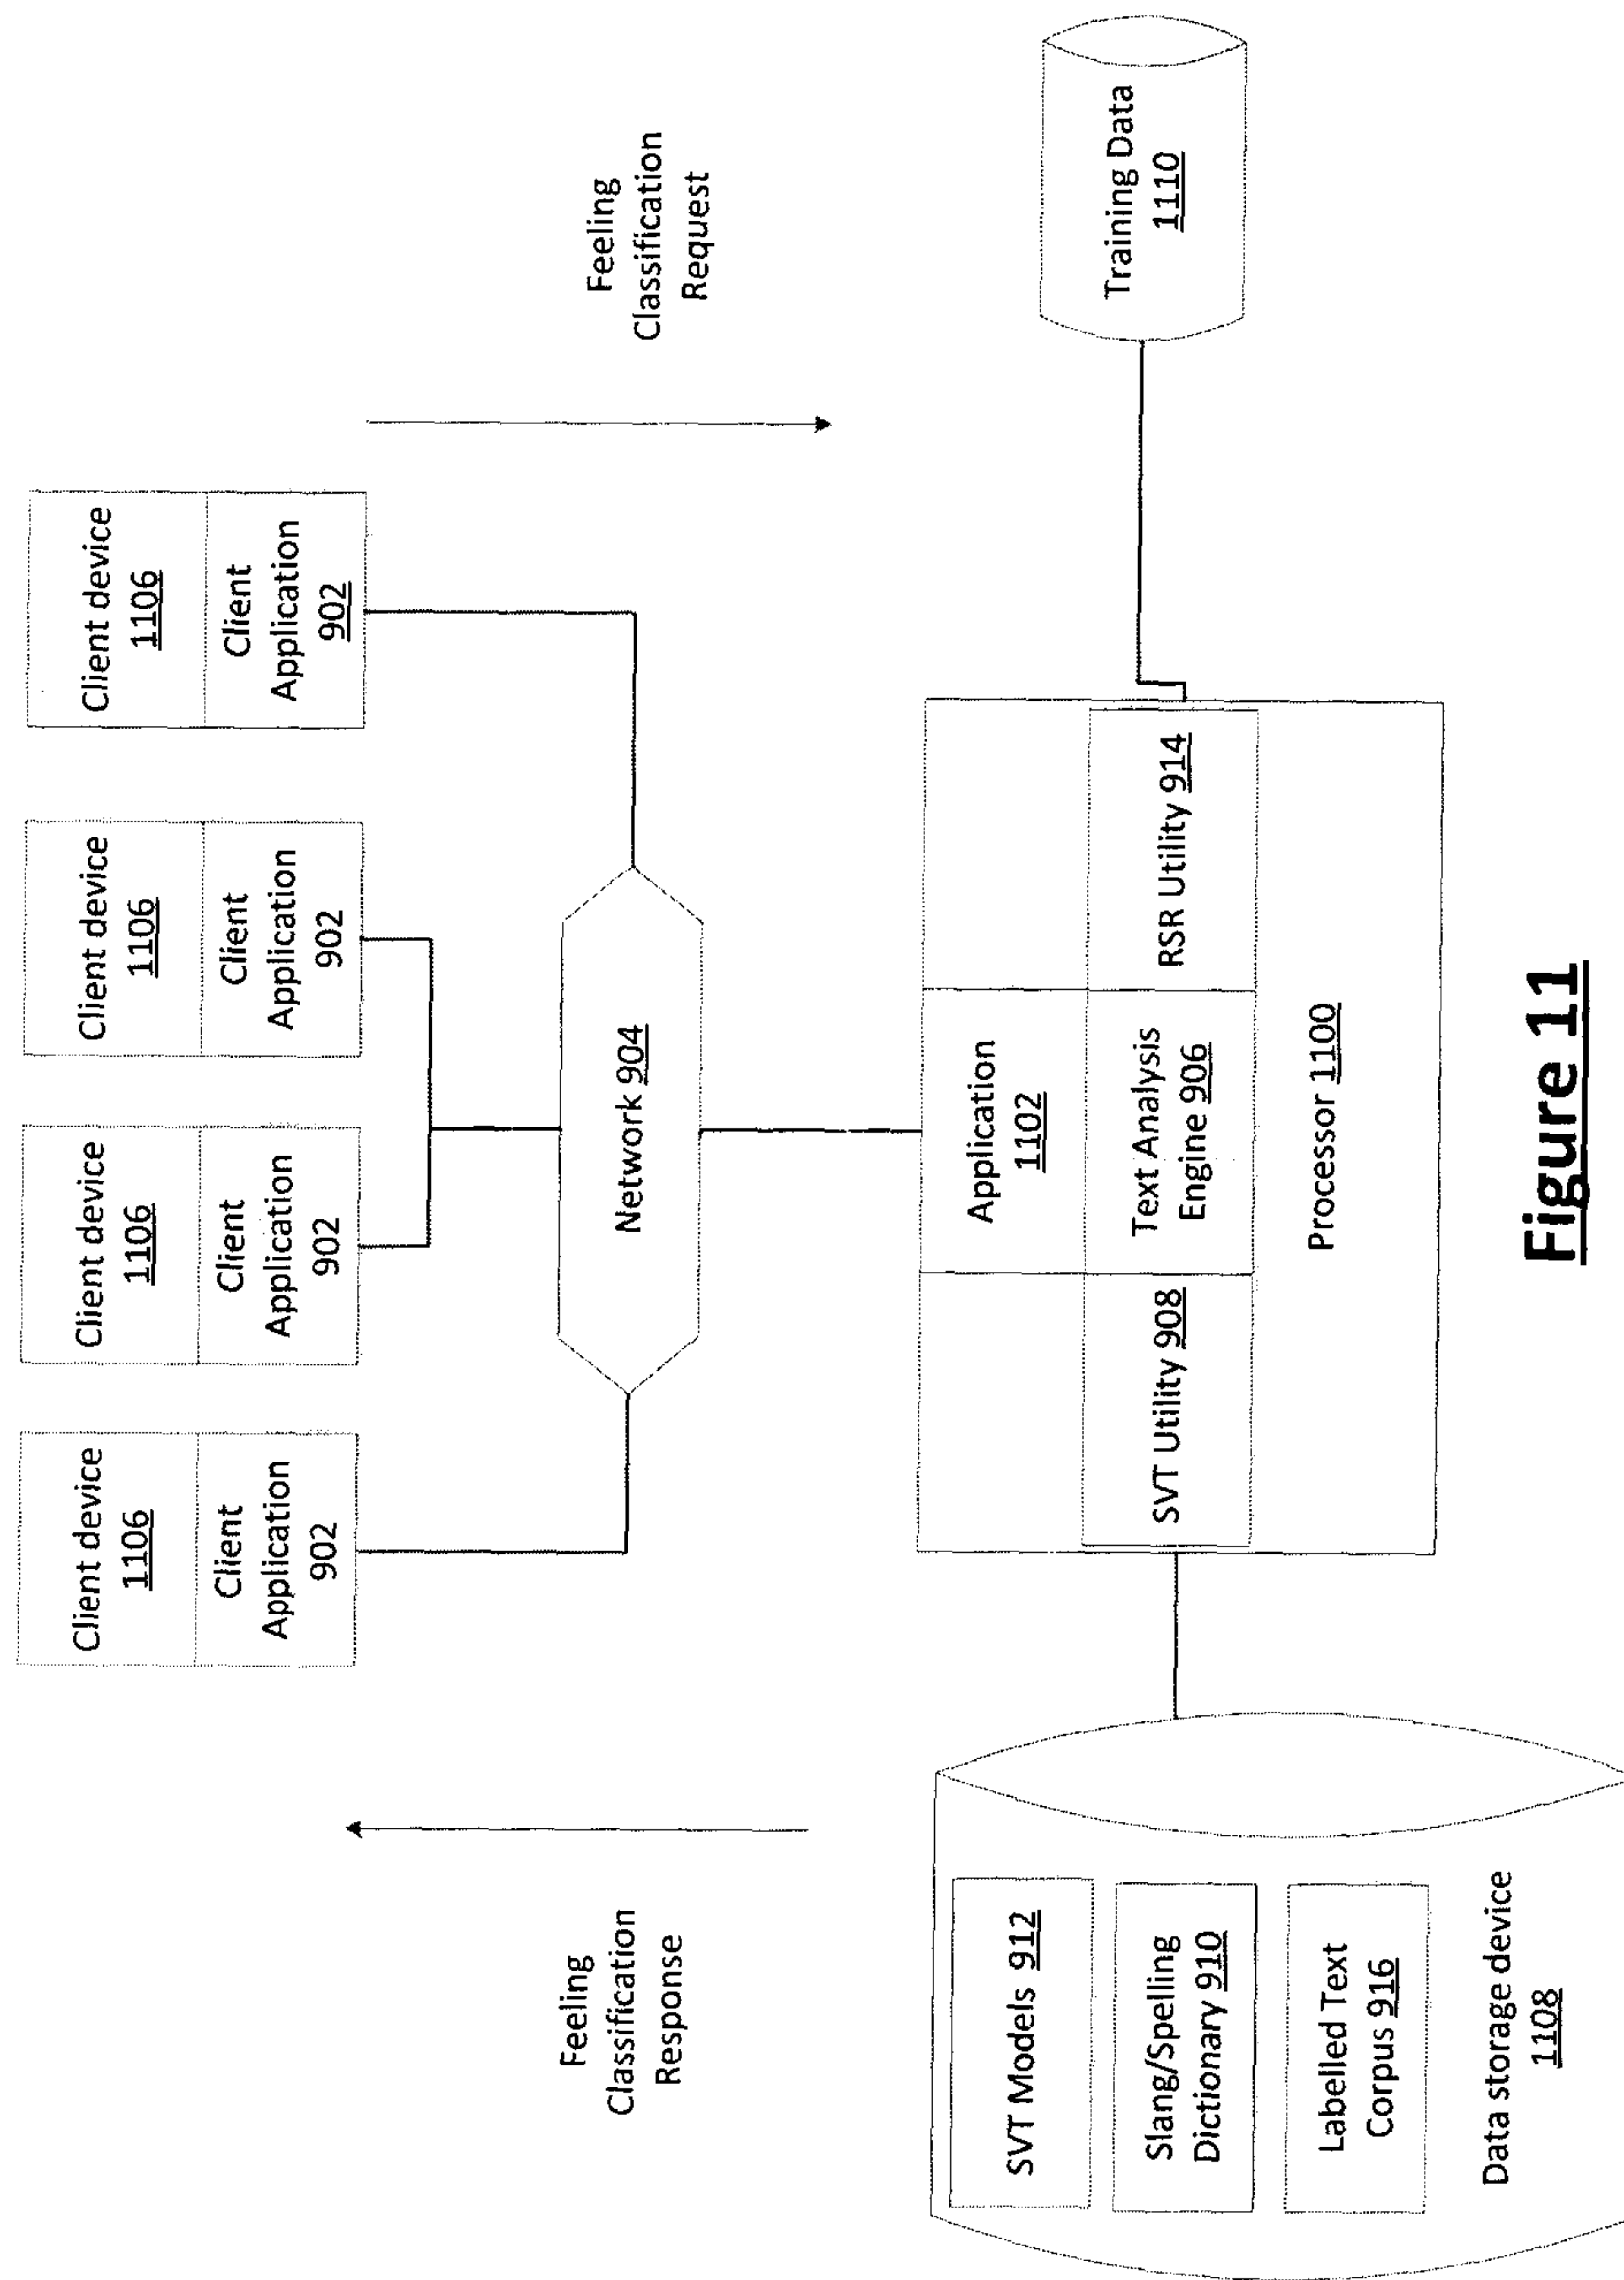 Client device
1106
Client
Application
902
Client device
1106
Client
Application
902
Client device
1106
Client
Application
902
Client device
1106
Client
Application
902
Feeling
Classification
Response
Network 904
Feeling
Classification
Request
SVT Models 912
Slang/Spelling
Dictionary 910
Labelled Text
Corpus 916
Data storage device
1108
Application
1102
SVT Utility 908
Text Analysis
Engine 906
RSR Utility 914
Processor 1100
Training Data
1110
Figure 11